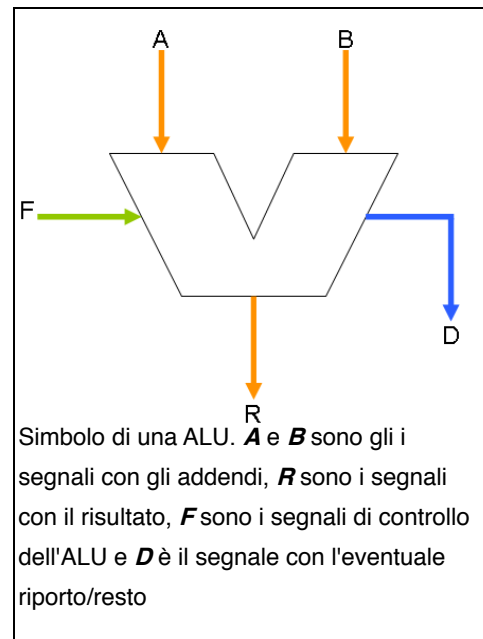 A B
F
D
R
Simbolo di una ALU. A e B sono gli i
segnali con gli addendi, R sono i segnali
con il risultato, F sono i segnali di controllo
dell'ALU e D è il segnale con l'eventuale
riporto/resto